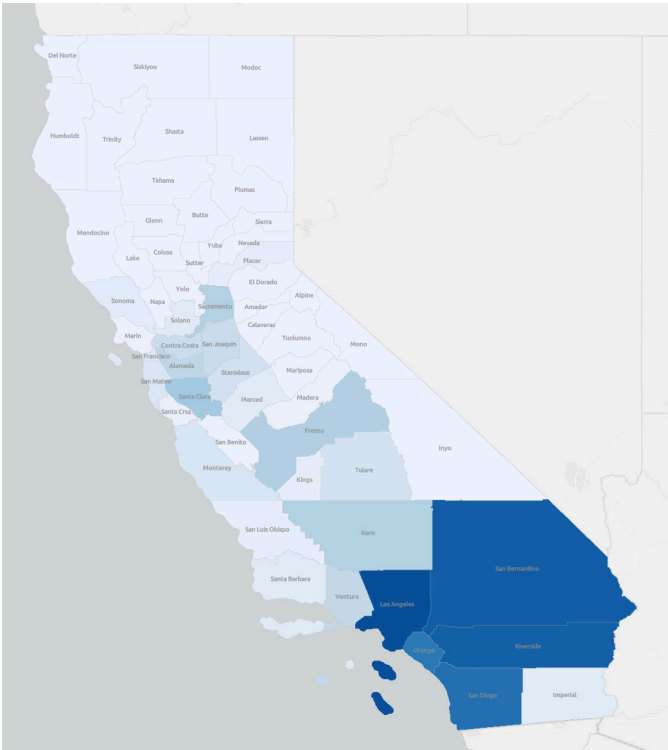 Del Norte
Siskiyou
Modoc
Humboldt
Trinity
Shasta
Lassen
Tehama
Plumas
Mendocino
Glenn
Butte
Sierra
Lake
Colusa
Sutter
Yuba
Nevada
Placer
Sonoma
Napa
Yolo
Sacramento
El Dorado
Alpine
Amador
Solano
Calaveras
Tuolumne
Mono
Marin
Contra Costa
San Joaquin
San Francisco
Alameda
Stanislaus
Mariposa
San Mateo
Santa Clara
Merced
Madera
Santa Cruz
San Benito
Fresno
Inyo
Monterey
Kings
Tulare
San Luis Obispo
Kern
San Bernardino
Santa Barbara
Ventura
Los Angeles
Orange
Riverside
San Diego
Imperial